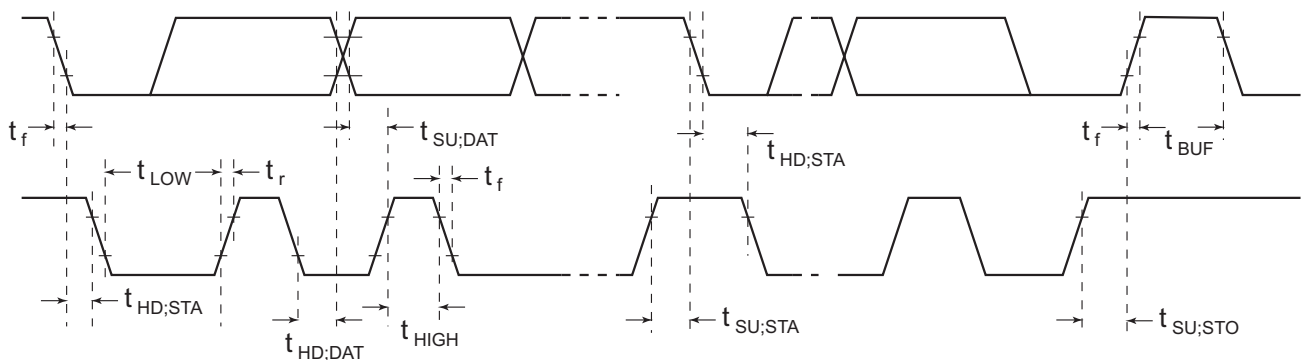 t f
t SU;DAT
t HD;STA
t f
t BUF
t LOW
t r
t f
t HD;STA
t HD;DAT
t HIGH
t SU;STA
t SU;STO